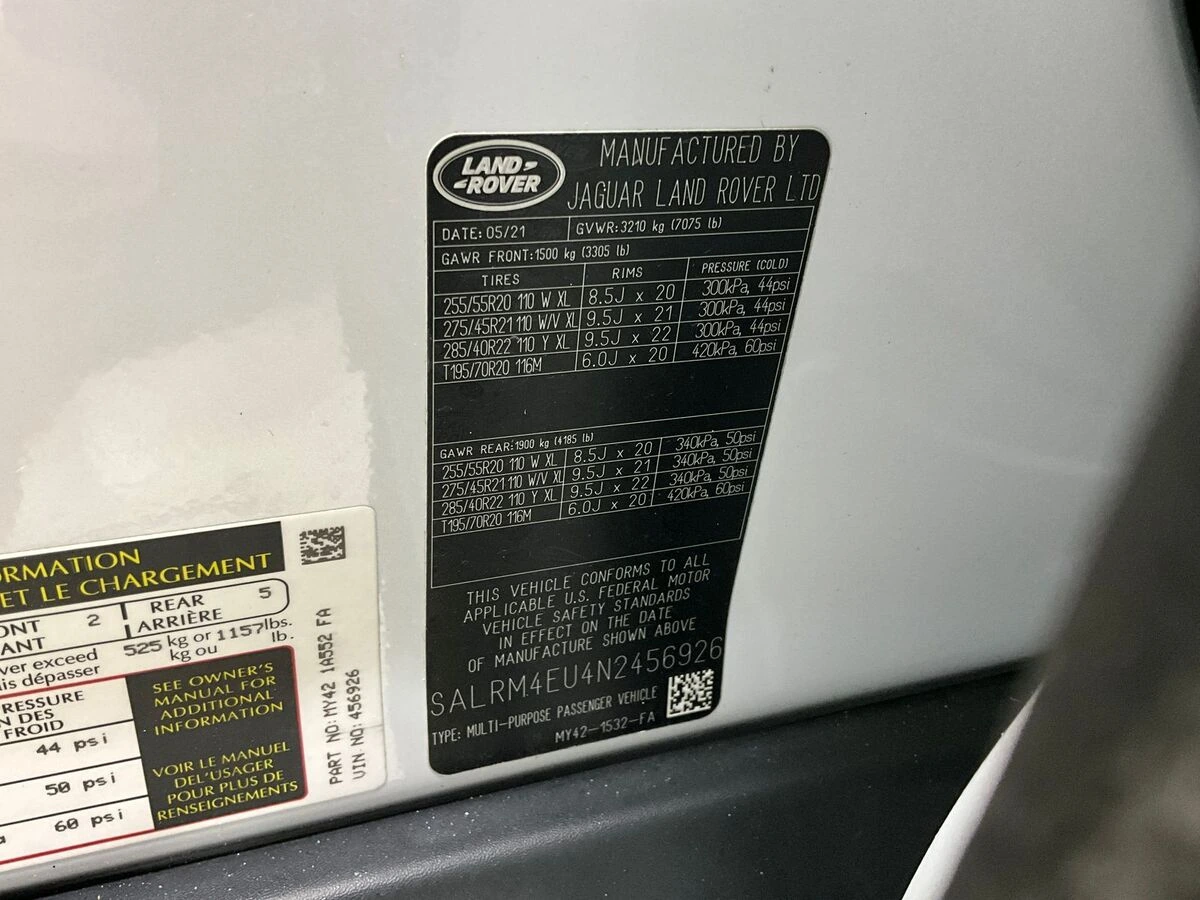 LAND ROVER
MANUFACTURED BY
JAGUAR LAND ROVER LTD
DATE: 05/21 GVWR: 3210 kg (7075 lb)
GAWR FRONT: 1500 kg (3305 lb)
TIRES RIMS PRESSURE (COLD)
255/55R20 110 W XL 8.5J x 20 300kPa, 44psi
275/45R21 110 W/V XL 9.5J x 21 300kPa, 44psi
285/40R22 110 Y XL 9.5J x 22 300kPa, 44psi
T195/70R20 116M 6.0J x 20 420kPa, 60psi
GAWR REAR: 1900 kg (4185 lb)
255/55R20 110 W XL 8.5J x 20 340kPa, 50psi
275/45R21 110 W/V XL 9.5J x 21 340kPa, 50psi
285/40R22 110 Y XL 9.5J x 22 340kPa, 50psi
T195/70R20 116M 6.0J x 20 420kPa, 60psi
THIS VEHICLE CONFORMS TO ALL
APPLICABLE U.S. FEDERAL MOTOR
VEHICLE SAFETY STANDARDS
IN EFFECT ON THE DATE
OF MANUFACTURE SHOWN ABOVE
SALRM4EU4N2456926
TYPE: MULTI-PURPOSE PASSENGER VEHICLE
MY42-1532-FA
RMATION
ET LE CHARGEMENT
ONT 2 REAR 5
ANT ARRIÈRE
ver exceed 525 kg or 1157 lbs.
is dépasser kg ou lb.
RESSURE
N DES
FROID
44 psi
50 psi
a 60 psi
SEE OWNER'S
MANUAL FOR
ADDITIONAL
INFORMATION
VOIR LE MANUEL
DEL'USAGER
POUR PLUS DE
RENSEIGNEMENTS
PART NO: MY42 1A552 FA
VIN NO: 456926